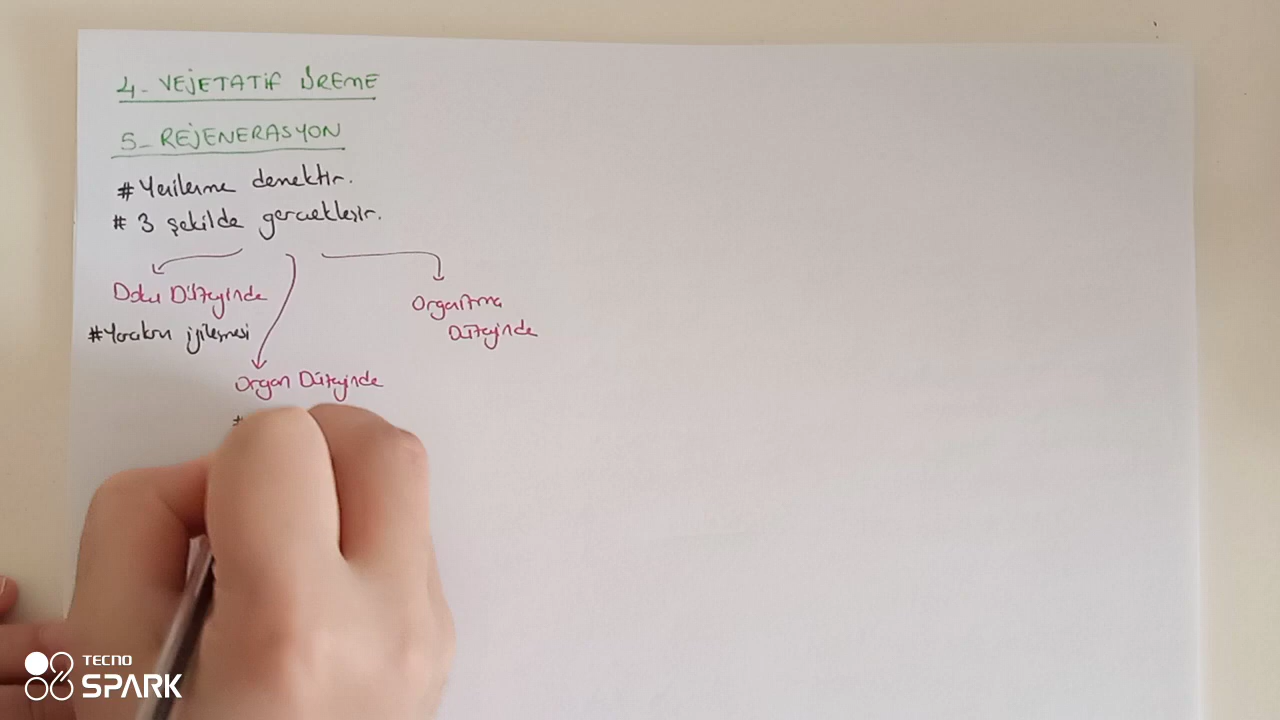 4- VEJETATİF ÜREME
5- REJENERASYON
# Yenilenme demektir.
# 3 şekilde gerçekleşir.
Doku Düzeyinde
# Yaraların iyileşmesi
Organ Düzeyinde
#
Organizma
Düzeyinde
TECNO
SPARK